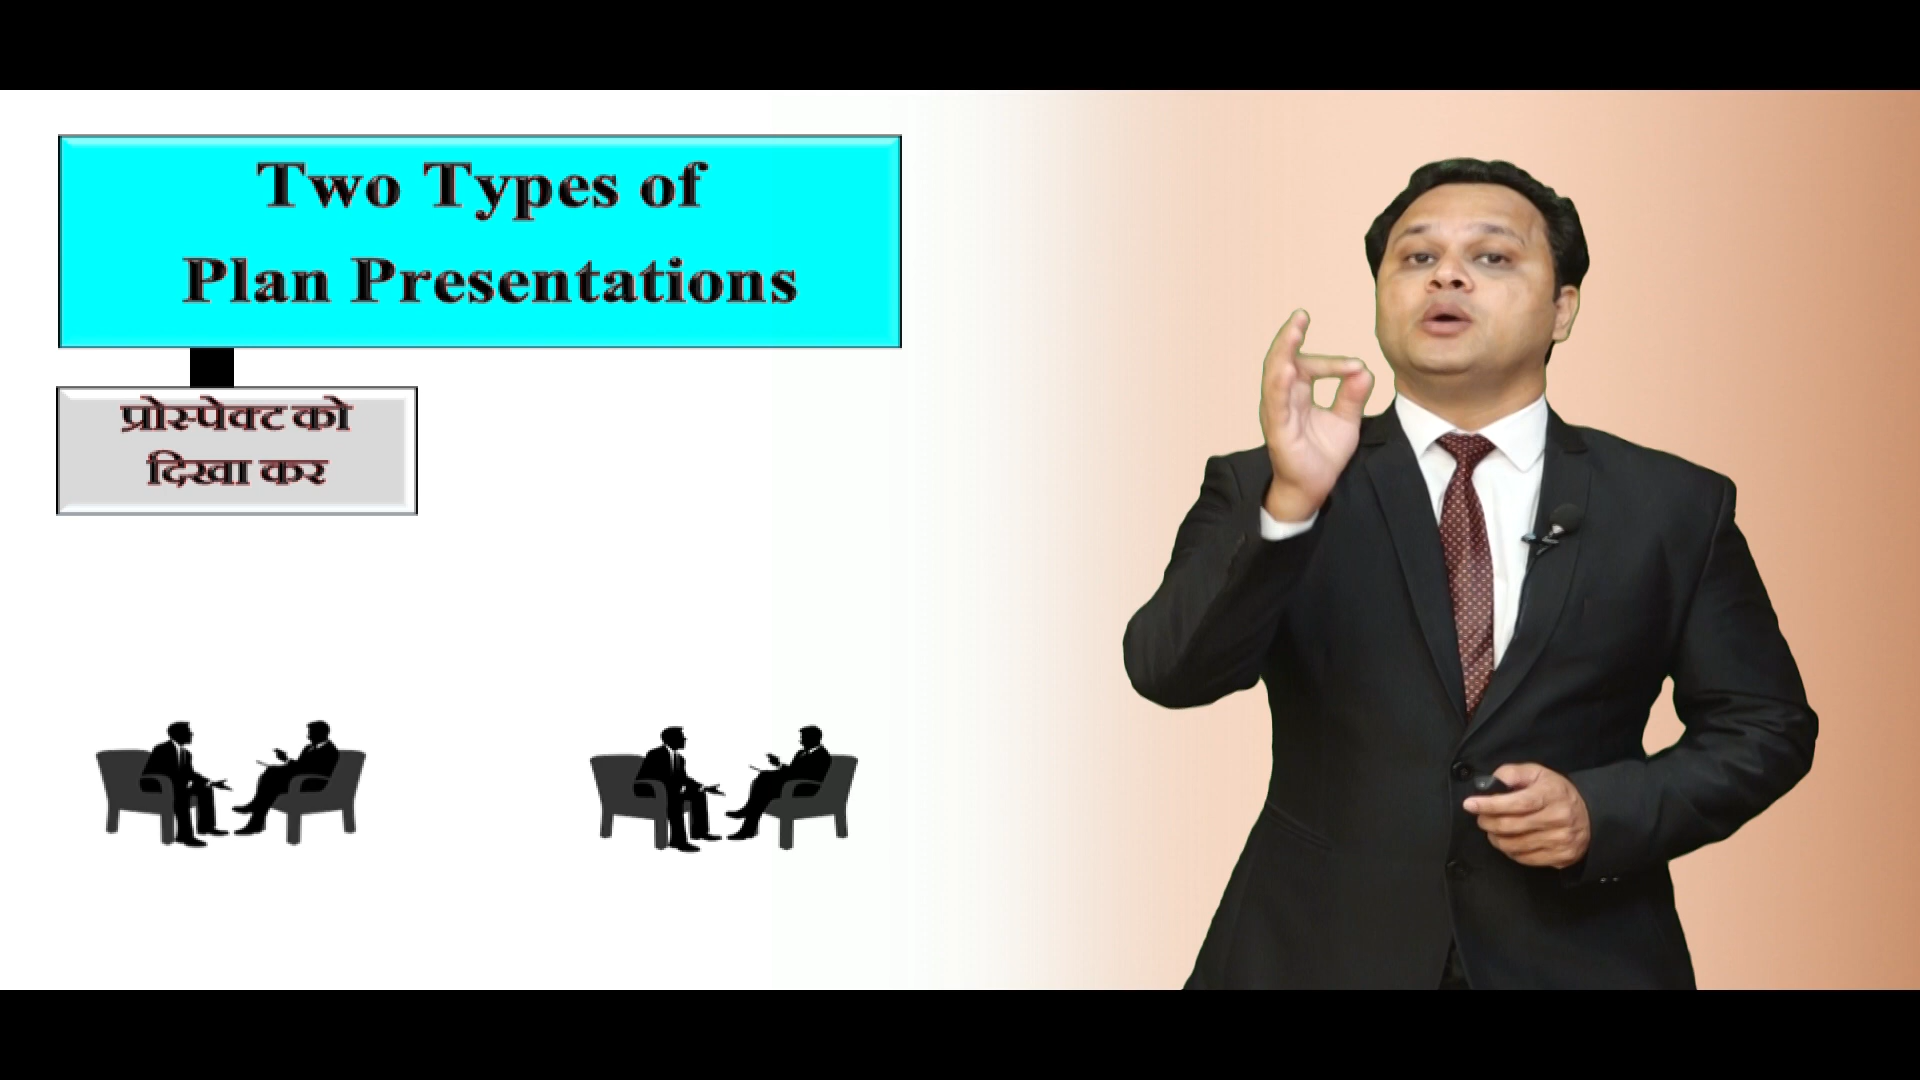 Two Types of
Plan Presentations
प्रोस्पेक्ट को
दिखा कर